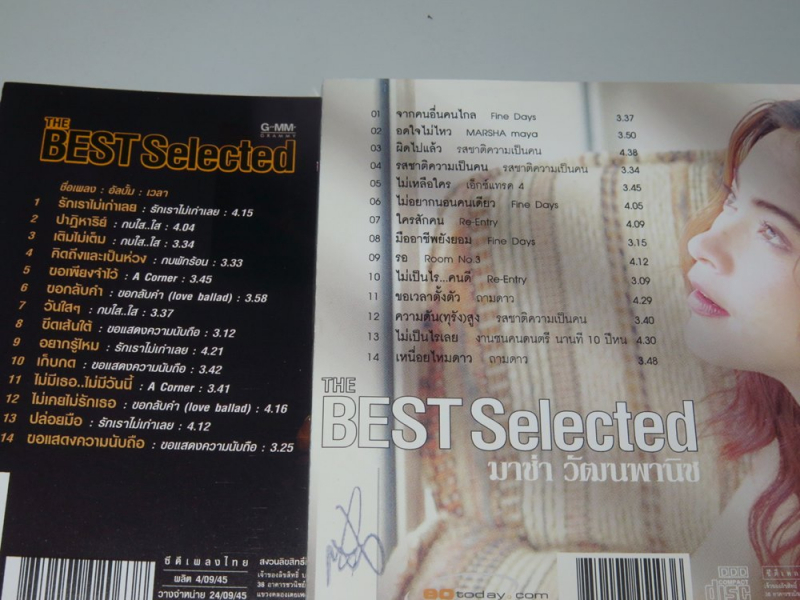 THE
BEST Selected
G-MM'
GRAMMY
ชื่อเพลง : อัลบั้ม : เวลา
1 รักเราไม่เก่าเลย : รักเราไม่เก่าเลย : 4.15
2 ปาฏิหาริย์ : กบใส..ใส : 4.04
3 เติมไม่เต็ม : กบใส..ใส : 3.34
4 คิดถึงและเป็นห่วง : กบพักร้อน : 3.33
5 ขอเพียงจำไว้ : A Corner : 3.45
6 ขอกลับคำ : ขอกลับคำ (love ballad) : 3.58
7 วันใสๆ : กบใส..ใส : 3.37
8 ขีดเส้นใต้ : ขอแสดงความนับถือ : 3.12
9 อยากรู้ไหม : รักเราไม่เก่าเลย : 4.21
10 เก็บกด : ขอแสดงความนับถือ : 3.42
11 ไม่มีเธอ..ไม่มีวันนี้ : A Corner : 3.41
12 ไม่เคยไม่รักเธอ : ขอกลับคำ (love ballad) : 4.16
13 ปล่อยมือ : รักเราไม่เก่าเลย : 4.12
14 ขอแสดงความนับถือ : ขอแสดงความนับถือ : 3.25
ซีดีเพลงไทย
ผลิต 4/09/45
วางจำหน่าย 24/09/45
สงวนลิขสิทธิ์
01 จากคนอื่นคนไกล Fine Days 3.37
02 อดใจไม่ไหว MARSHA maya 3.50
03 ผิดไปแล้ว รสชาติความเป็นคน 4.38
04 รสชาติความเป็นคน รสชาติความเป็นคน 3.34
05 ไม่เหลือใคร เอ็กซ์แทรค 4 3.45
06 ไม่อยากนอนคนเดียว Fine Days 4.05
07 ใครสักคน Re-Entry 4.09
08 มืออาชีพยังยอม Fine Days 3.15
09 รอ Room No.3 4.12
10 ไม่เป็นไร...คนดี Re-Entry 3.09
11 ขอเวลาตั้งตัว ถามดาว 4.29
12 ความดัน(ทุรัง)สูง รสชาติความเป็นคน 3.40
13 ไม่เป็นไรเลย งานชนคนดนตรี นาทีที่ 10 ปีหน 4.30
14 เหนื่อยไหมดาว ถามดาว 3.48
THE
BEST Selected
มาช่า วัฒนพานิช
80today.com
DDD
COMPACT
disc